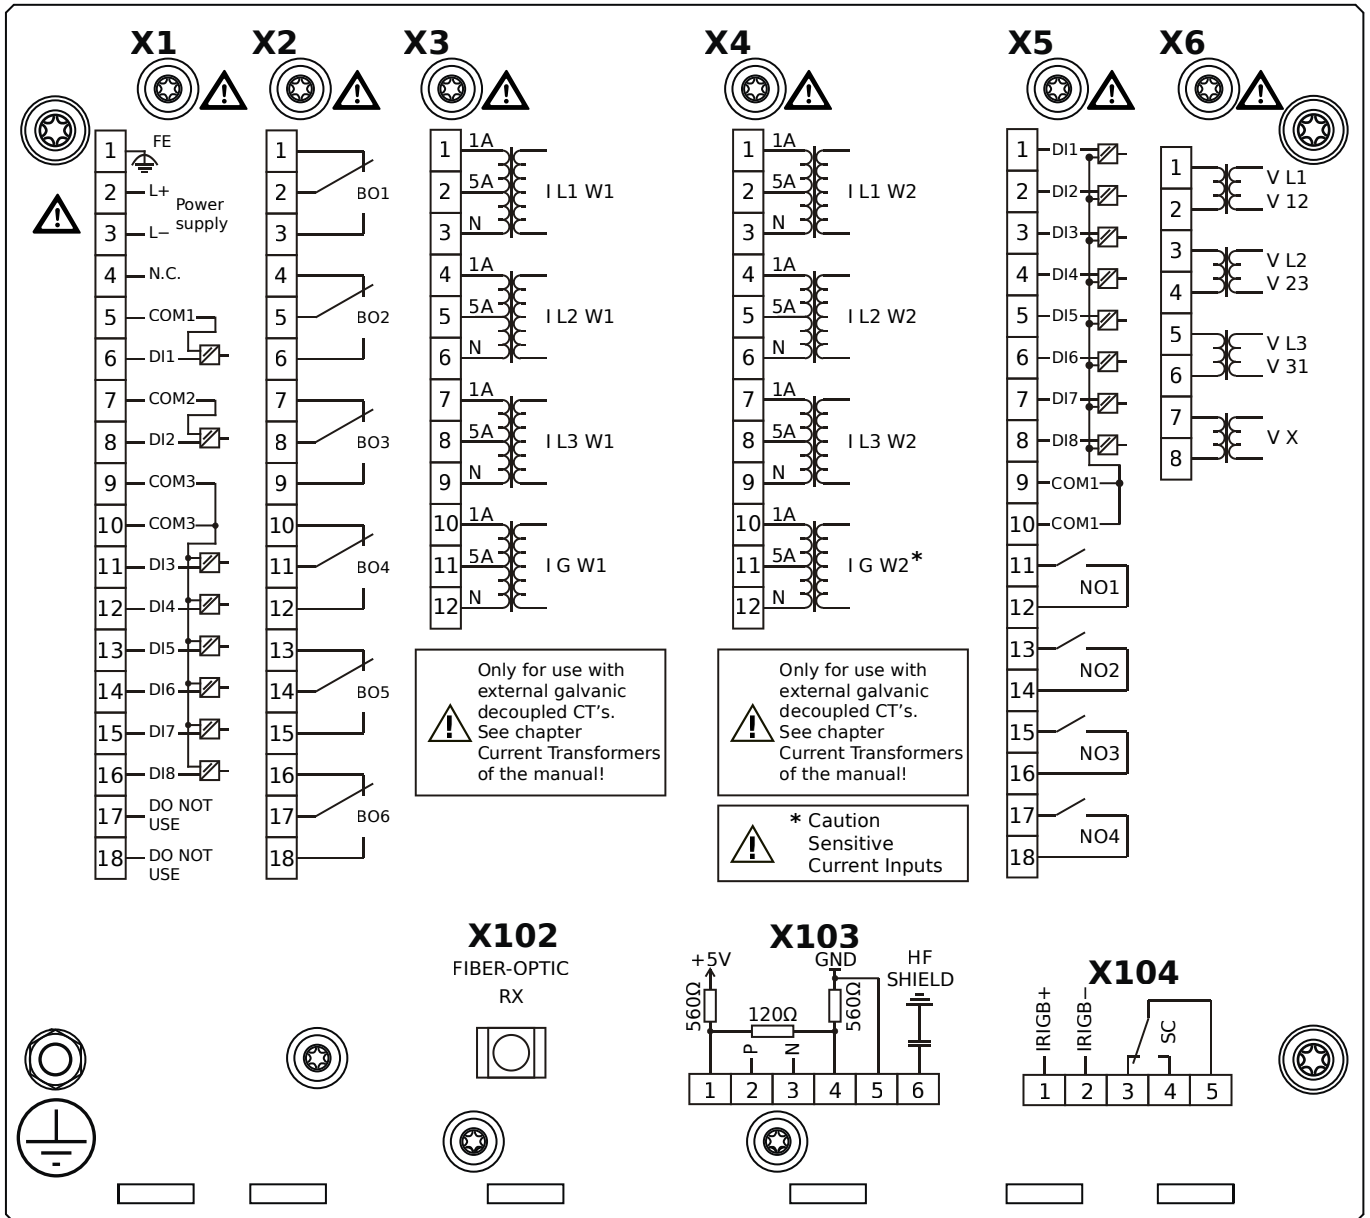 X1
1 FE
2 L+
Power
supply
3 L−
4 N.C.
5 COM1
6 DI1
7 COM2
8 DI2
9 COM3
10 COM3
11 DI3
12 DI4
13 DI5
14 DI6
15 DI7
16 DI8
17 DO NOT
USE
18 DO NOT
USE
X2
1
2 BO1
3
4
5 BO2
6
7
8 BO3
9
10
11 BO4
12
13
14 BO5
15
16
17 BO6
18
X3
1 1A
2 5A I L1 W1
3 N
4 1A
5 5A I L2 W1
6 N
7 1A
8 5A I L3 W1
9 N
10 1A
11 5A I G W1
12 N
Only for use with
external galvanic
decoupled CT's.
See chapter
Current Transformers
of the manual!
X4
1 1A
2 5A I L1 W2
3 N
4 1A
5 5A I L2 W2
6 N
7 1A
8 5A I L3 W2
9 N
10 1A
11 5A I G W2*
12 N
Only for use with
external galvanic
decoupled CT's.
See chapter
Current Transformers
of the manual!
* Caution
Sensitive
Current Inputs
X5
1 DI1
2 DI2
3 DI3
4 DI4
5 DI5
6 DI6
7 DI7
8 DI8
9 COM1
10 COM1
11
NO1
12
13
NO2
14
15
NO3
16
17
NO4
18
X6
1 V L1
2 V 12
3 V L2
4 V 23
5 V L3
6 V 31
7 V X
8
X102
FIBER-OPTIC
RX
X103
+5V GND HF
SHIELD
560Ω 120Ω 560Ω
P N
1 2 3 4 5 6
X104
IRIGB+ IRIGB− SC
1 2 3 4 5